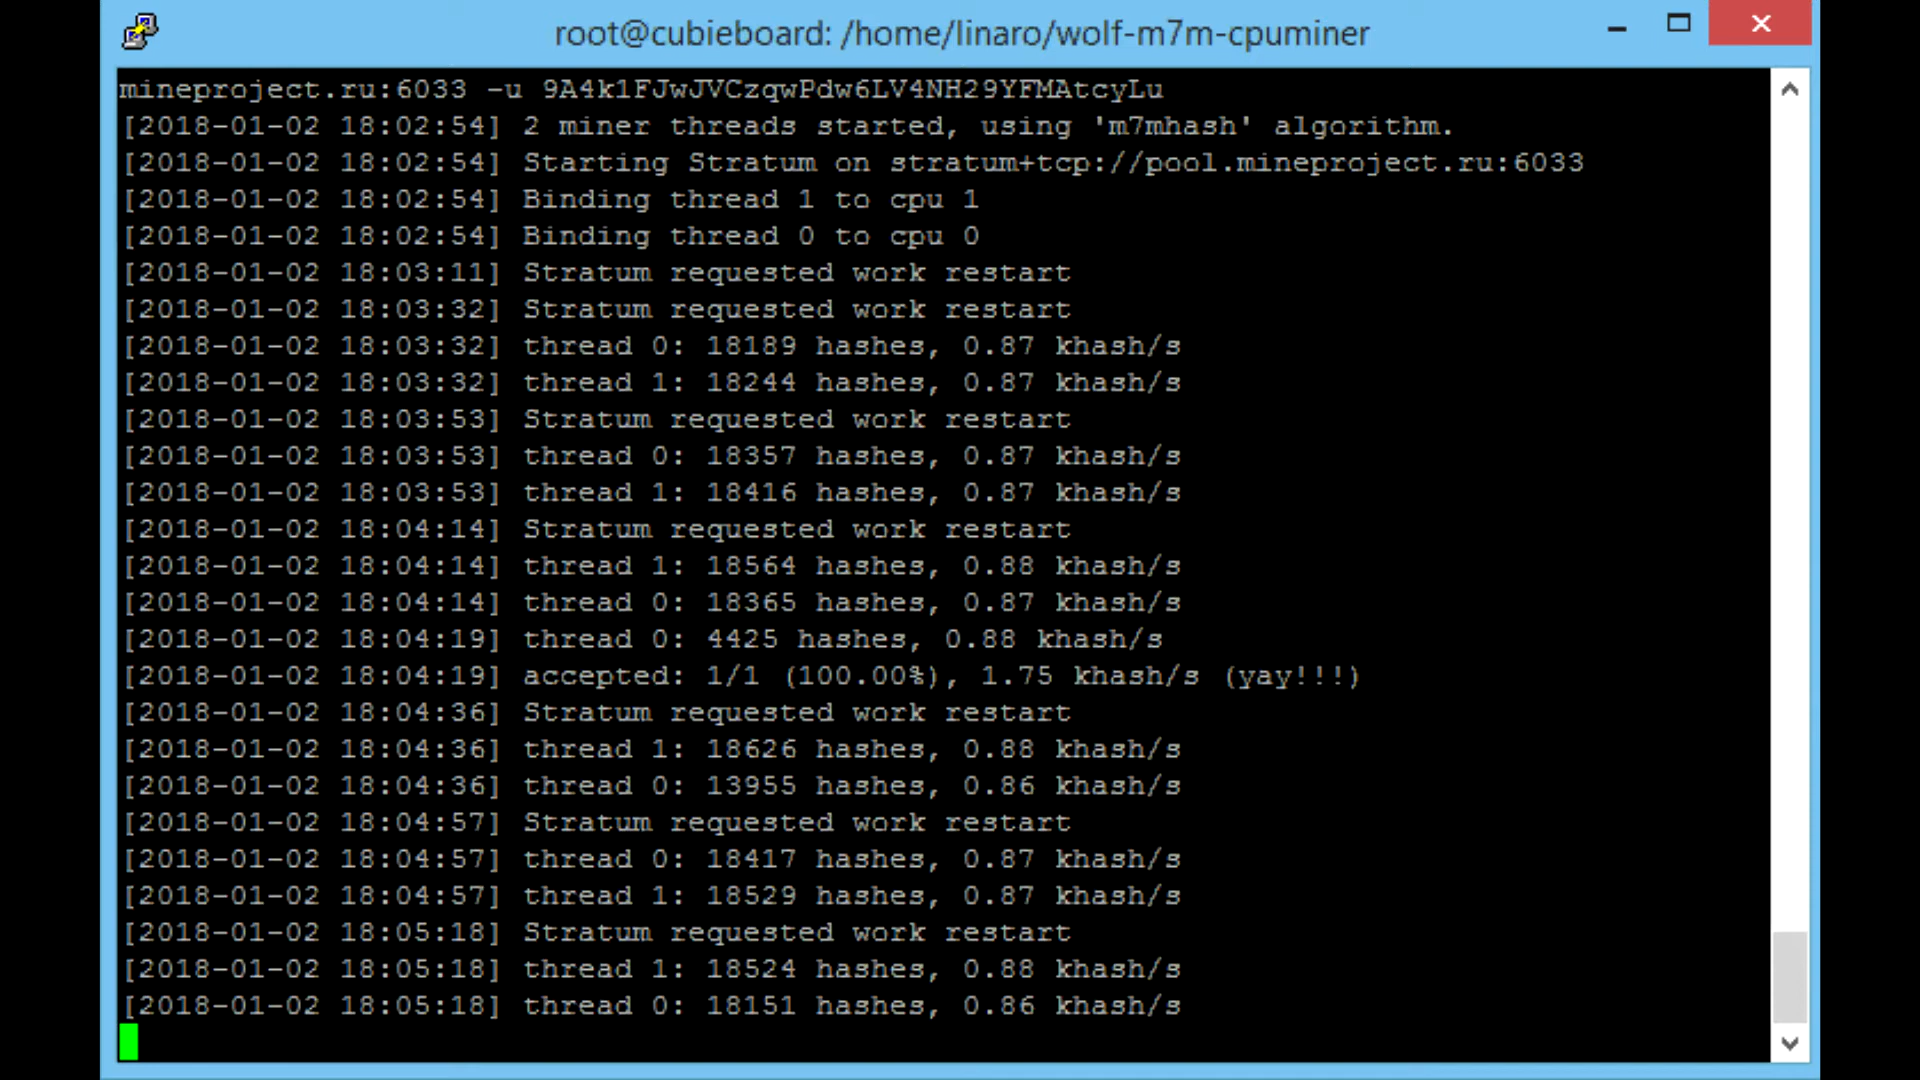 root@cubieboard: /home/linaro/wolf-m7m-cpuminer
mineproject.ru:6033 -u 9A4k1FJwJVCzqwPdw6LV4NH29YFMAtcyLu
[2018-01-02 18:02:54] 2 miner threads started, using 'm7mhash' algorithm.
[2018-01-02 18:02:54] Starting Stratum on stratum+tcp://pool.mineproject.ru:6033
[2018-01-02 18:02:54] Binding thread 1 to cpu 1
[2018-01-02 18:02:54] Binding thread 0 to cpu 0
[2018-01-02 18:03:11] Stratum requested work restart
[2018-01-02 18:03:32] Stratum requested work restart
[2018-01-02 18:03:32] thread 0: 18189 hashes, 0.87 khash/s
[2018-01-02 18:03:32] thread 1: 18244 hashes, 0.87 khash/s
[2018-01-02 18:03:53] Stratum requested work restart
[2018-01-02 18:03:53] thread 0: 18357 hashes, 0.87 khash/s
[2018-01-02 18:03:53] thread 1: 18416 hashes, 0.87 khash/s
[2018-01-02 18:04:14] Stratum requested work restart
[2018-01-02 18:04:14] thread 1: 18564 hashes, 0.88 khash/s
[2018-01-02 18:04:14] thread 0: 18365 hashes, 0.87 khash/s
[2018-01-02 18:04:19] thread 0: 4425 hashes, 0.88 khash/s
[2018-01-02 18:04:19] accepted: 1/1 (100.00%), 1.75 khash/s (yay!!!)
[2018-01-02 18:04:36] Stratum requested work restart
[2018-01-02 18:04:36] thread 1: 18626 hashes, 0.88 khash/s
[2018-01-02 18:04:36] thread 0: 13955 hashes, 0.86 khash/s
[2018-01-02 18:04:57] Stratum requested work restart
[2018-01-02 18:04:57] thread 0: 18417 hashes, 0.87 khash/s
[2018-01-02 18:04:57] thread 1: 18529 hashes, 0.87 khash/s
[2018-01-02 18:05:18] Stratum requested work restart
[2018-01-02 18:05:18] thread 1: 18524 hashes, 0.88 khash/s
[2018-01-02 18:05:18] thread 0: 18151 hashes, 0.86 khash/s